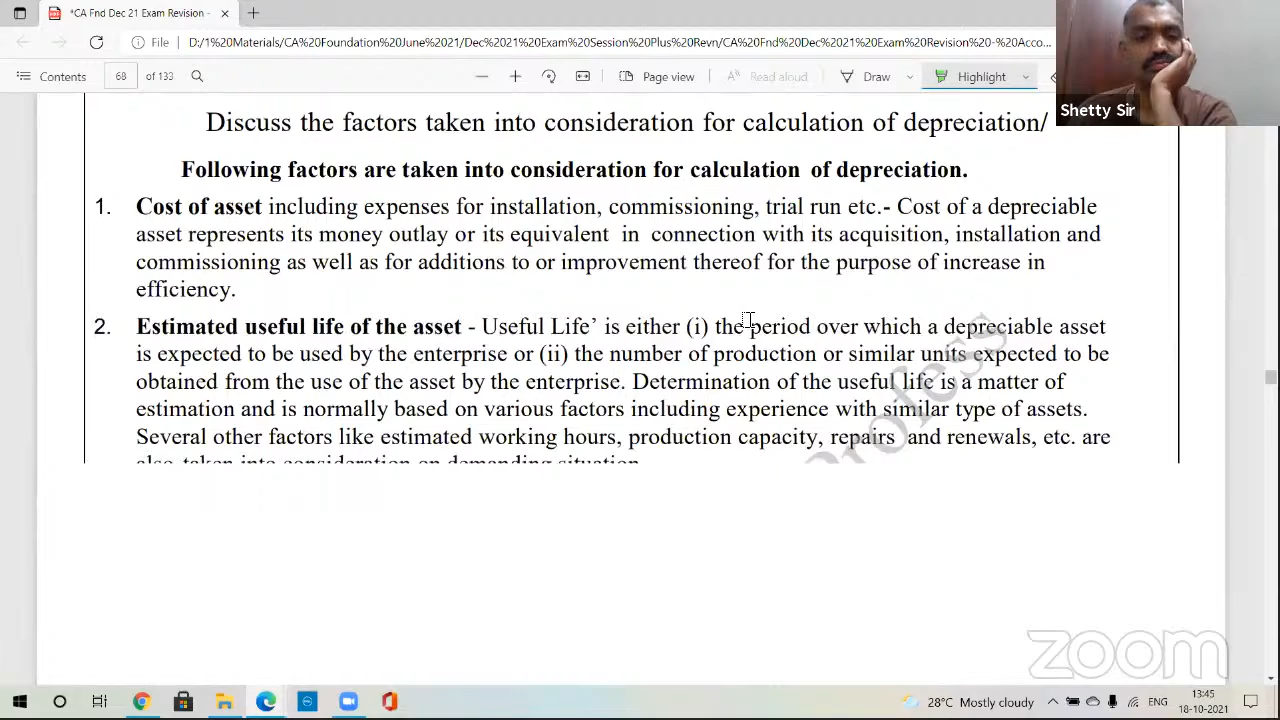 *CA Fnd Dec 21 Exam Revision -
File D:/1%20Materials/CA%20Foundation%20June%2021/Dec%2021%20Exam%20Session%20Plus%20Revn/CA%20Fnd%20Dec%2021%20Exam%20Revision%20-%20Acco...
Contents 68 of 133 Page view Read aloud Draw Highlight
Shetty Sir
Discuss the factors taken into consideration for calculation of depreciation/
Following factors are taken into consideration for calculation of depreciation.
1. Cost of asset including expenses for installation, commissioning, trial run etc.- Cost of a depreciable
asset represents its money outlay or its equivalent in connection with its acquisition, installation and
commissioning as well as for additions to or improvement thereof for the purpose of increase in
efficiency.
2. Estimated useful life of the asset - Useful Life’ is either (i) the period over which a depreciable asset
is expected to be used by the enterprise or (ii) the number of production or similar units expected to be
obtained from the use of the asset by the enterprise. Determination of the useful life is a matter of
estimation and is normally based on various factors including experience with similar type of assets.
Several other factors like estimated working hours, production capacity, repairs and renewals, etc. are
also taken into consideration on demanding situation.
Profess
zoom
28°C Mostly cloudy ENG 13:45
18-10-2021